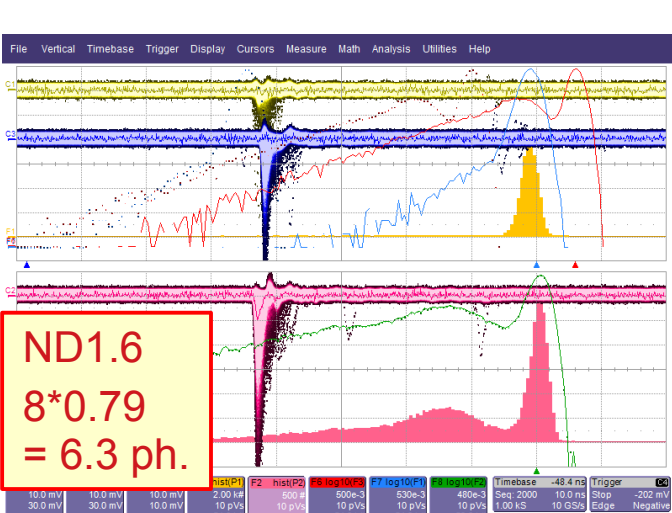 File Vertical Timebase Trigger Display Cursors Measure Math Analysis Utilities Help
C1
C3
F1
C2
ND1.6
8*0.79
= 6.3 ph.
hist(P1) F2 hist(P2) F6 log10(F3) F7 log10(F1) F8 log10(F2) Timebase -48.4 ns Trigger C4
10.0 mV 10.0 mV 10.0 mV 2.00 k# 500 # 500e-3 530e-3 480e-3 Seq: 2000 10.0 ns Stop -202 mV
30.0 mV 30.0 mV 30.0 mV 10 pVs 10 pVs 10 pVs 10 pVs 10 pVs 1.00 kS 10 GS/s Edge Negative